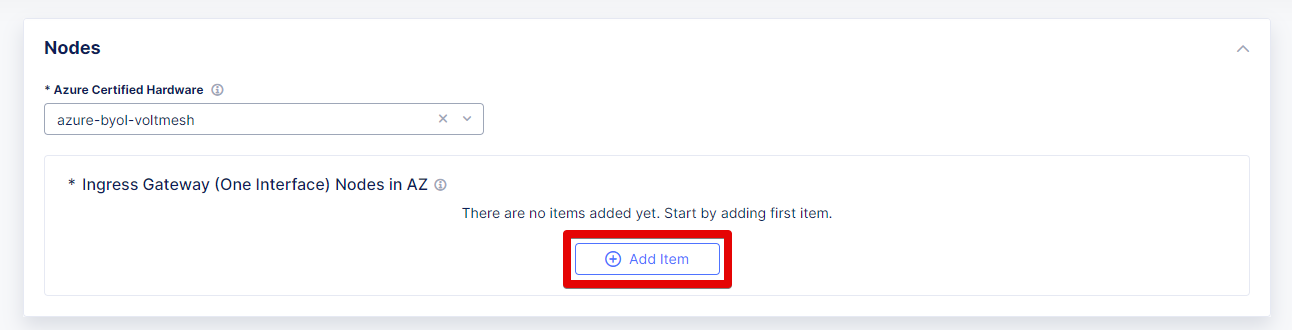 Nodes
* Azure Certified Hardware
azure-byol-voltmesh
* Ingress Gateway (One Interface) Nodes in AZ
There are no items added yet. Start by adding first item.
Add Item